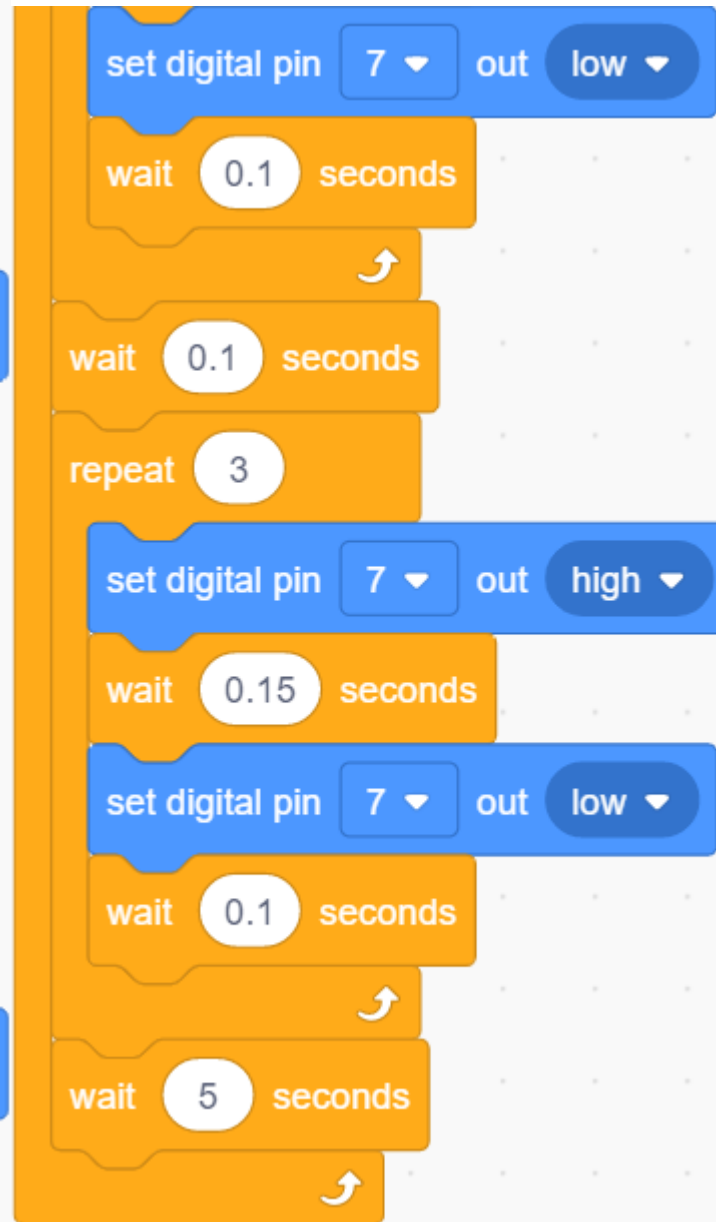 set digital pin 7 out low
wait 0.1 seconds
wait 0.1 seconds
repeat 3
set digital pin 7 out high
wait 0.15 seconds
set digital pin 7 out low
wait 0.1 seconds
wait 5 seconds